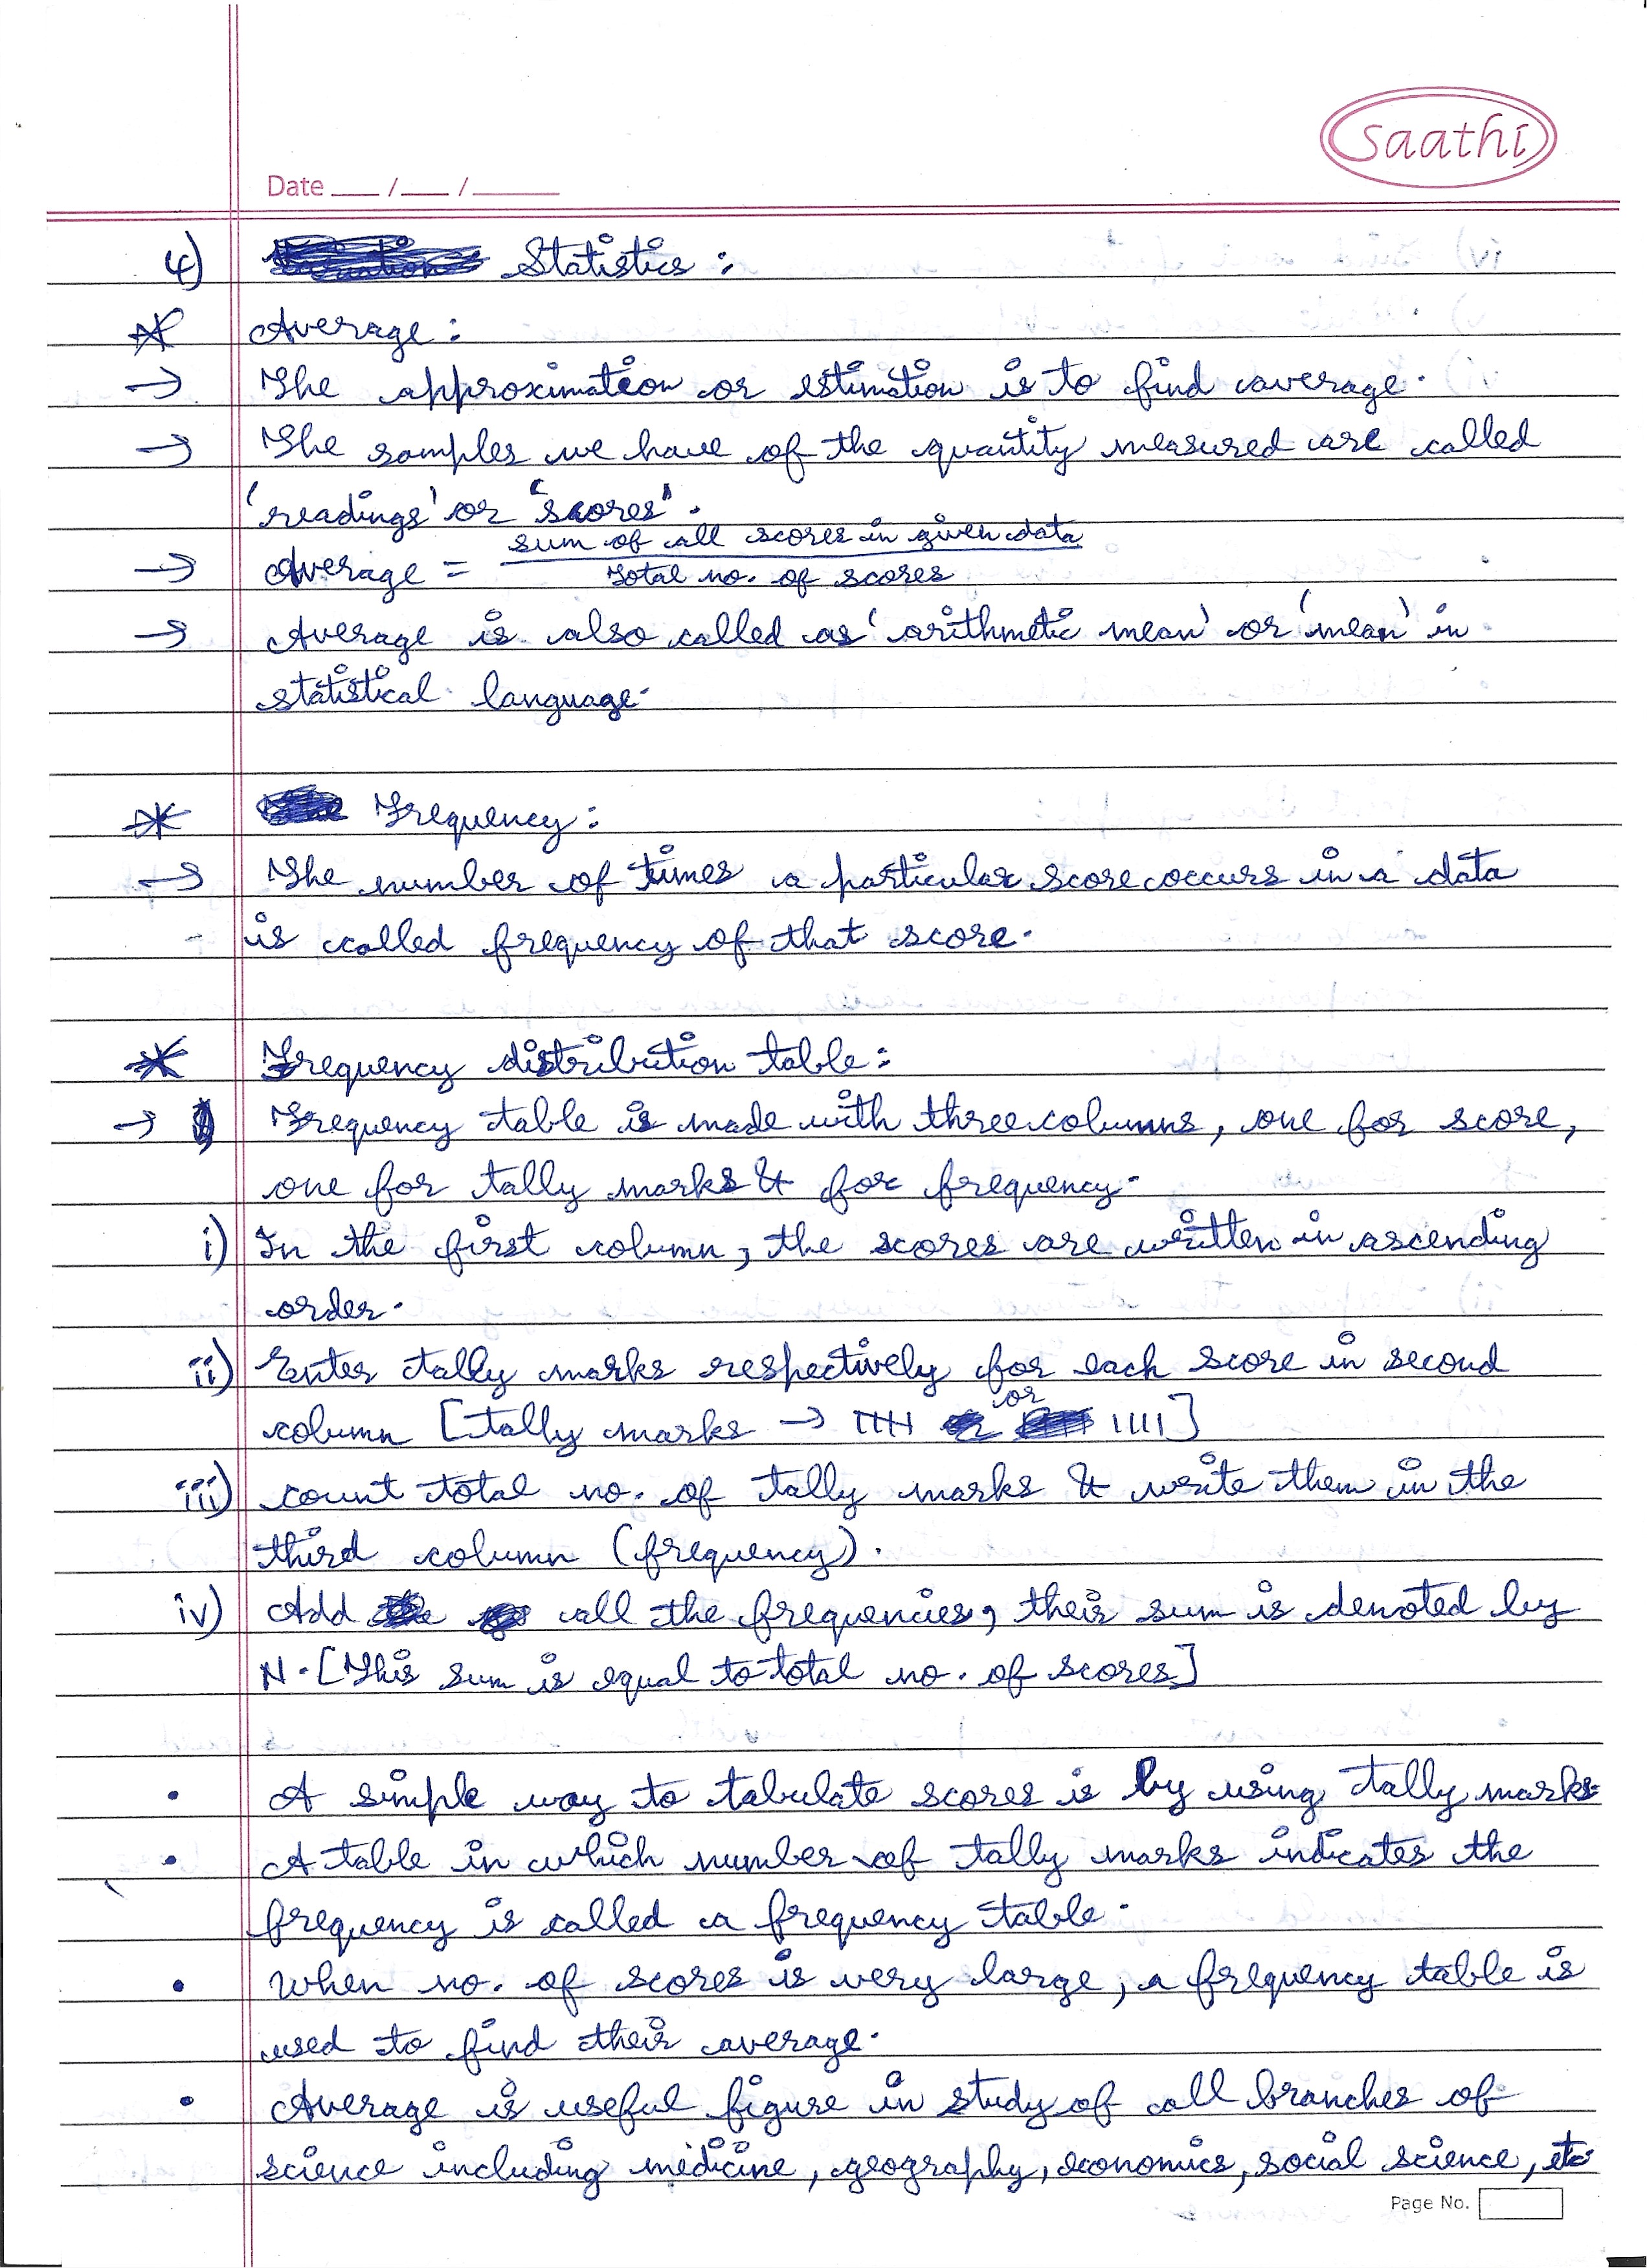 saathi
Date ___/___/______
4) Statistics :
* Average :
→ The approximation or estimation is to find average.
→ The samples we have of the quantity measured are called
'readings' or 'scores'.
→ Average = sum of all scores in given data
Total no. of scores
→ Average is also called as 'arithmetic mean' or 'mean' in
statistical language.
* Frequency :
→ The number of times a particular score occurs in a data
is called frequency of that score.
* Frequency distribution table :
→ Frequency table is made with three columns, one for score,
one for tally marks & for frequency.
i) In the first column, the scores are written in ascending
order.
ii) Enter tally marks respectively for each score in second
column [tally marks → or ||||]
iii) count total no. of tally marks & write them in the
third column (frequency).
iv) Add all the frequencies, their sum is denoted by
N. [This sum is equal to total no. of scores]
• A simple way to tabulate scores is by using tally marks.
• A table in which number of tally marks indicates the
frequency is called a frequency table.
• When no. of scores is very large, a frequency table is
used to find their average.
• Average is useful figure in study of all branches of
science including medicine, geography, economics, social science, etc
Page No.